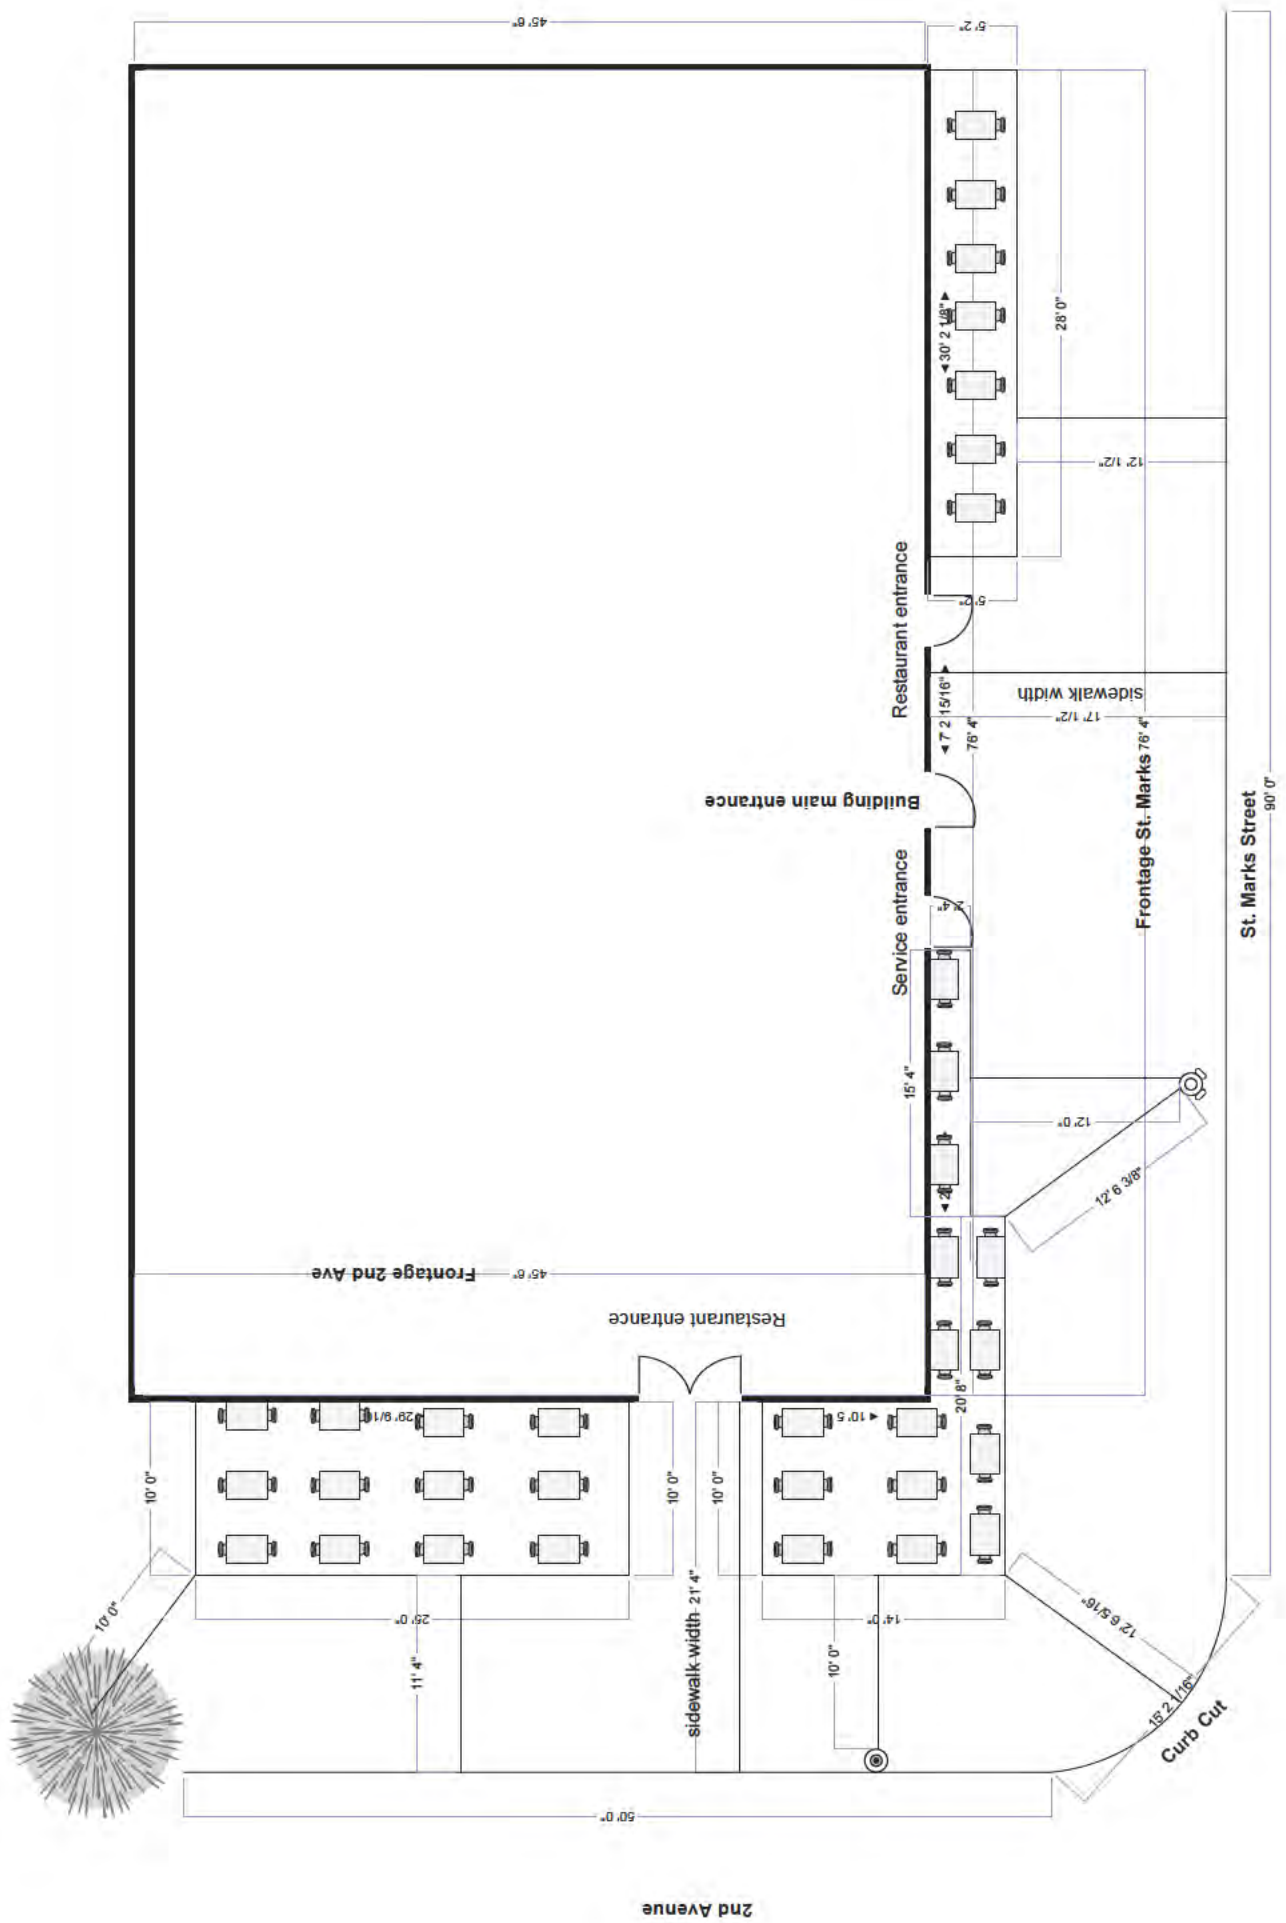 45' 6"
5' 2"
30' 2 1/8"
28' 0"
12' 1/2"
Restaurant entrance
5' 2"
7' 2 15/16"
sidewalk width
17' 1/2"
76' 4"
Frontage St. Marks 76' 4"
Building main entrance
St. Marks Street
90' 0"
Service entrance
2' 4"
15' 4"
12' 0"
12' 6 3/8"
Frontage 2nd Ave
45' 6"
Restaurant entrance
20' 8"
29' 9/16
10' 5
10' 0"
10' 0"
10' 0"
10' 0"
25' 0"
14' 0"
11' 4"
sidewalk width 21' 4"
10' 0"
12' 6 5/16"
15' 2 1/16"
Curb Cut
50' 0"
2nd Avenue